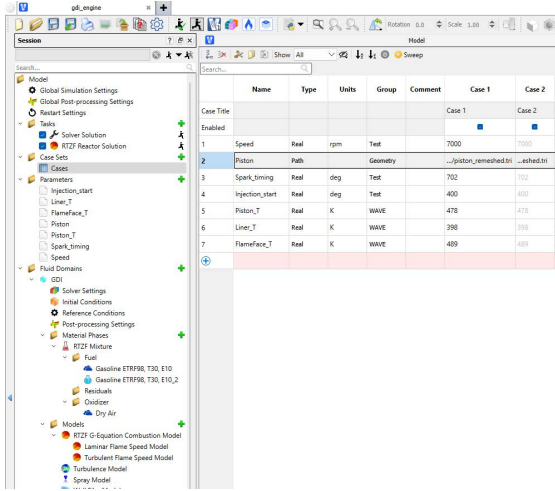 gdi_engine
Rotation 0.0 Scale 1.00
Session
Model
Show All
Sweep
Search...
Search...
Model
Global Simulation Settings
Global Post-processing Settings
Restart Settings
Tasks
Solver Solution
RTZF Reactor Solution
Case Sets
Cases
Parameters
Injection_start
Liner_T
FlameFace_T
Piston
Piston_T
Spark_timing
Speed
Fluid Domains
GDI
Solver Settings
Initial Conditions
Reference Conditions
Post-processing Settings
Material Phases
RTZF Mixture
Fuel
Gasoline ETRF98, T30, E10
Gasoline ETRF98, T30, E10_2
Residuals
Oxidizer
Dry Air
Models
RTZF G-Equation Combustion Model
Laminar Flame Speed Model
Turbulent Flame Speed Model
Turbulence Model
Spray Model
Name Type Units Group Comment Case 1 Case 2
Case Title Case 1 Case 2
Enabled
1 Speed Real rpm Test 7000 7000
2 Piston Path Geometry .../piston_remeshed.tri ...eshed.tri
3 Spark_timing Real deg Test 702 702
4 Injection_start Real deg Test 400 400
5 Piston_T Real K WAVE 478 478
6 Liner_T Real K WAVE 398 398
7 FlameFace_T Real K WAVE 489 489